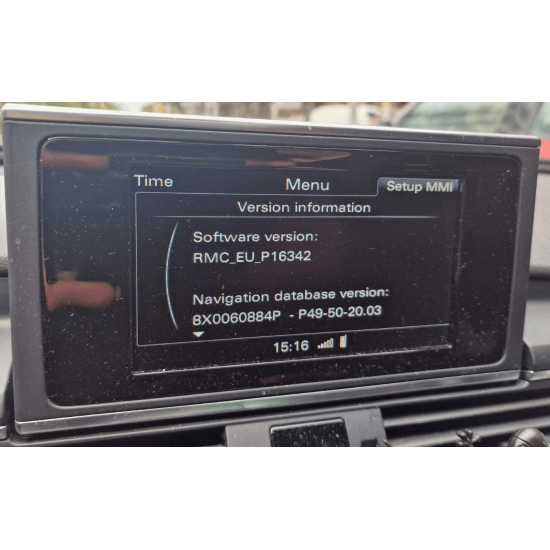 Time Menu Setup MMI
Version information
Software version:
RMC_EU_P16342
Navigation database version:
8X0060884P - P49-50-20.03
15:16